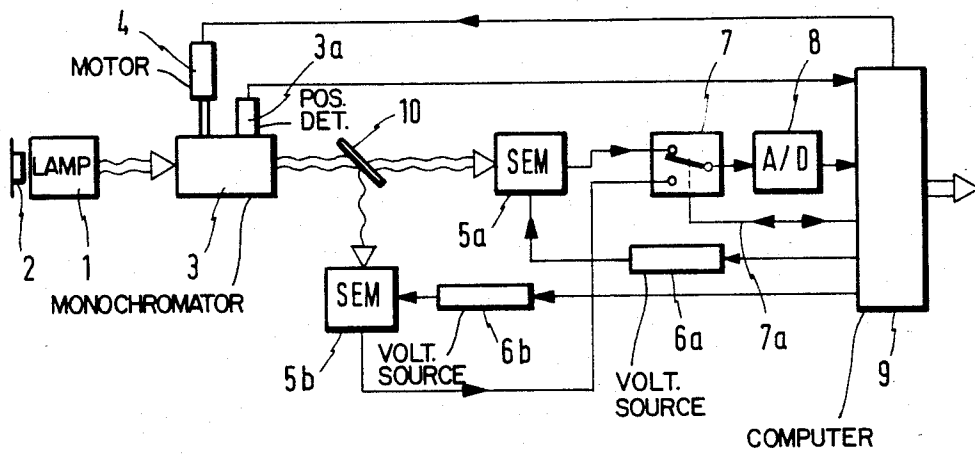 4
MOTOR
3a
POS.
DET.
10
7
8
LAMP
SEM
A/D
2
1
3
MONOCHROMATOR
5a
SEM
5b
6b
VOLT.
SOURCE
6a
VOLT.
SOURCE
7a
9
COMPUTER